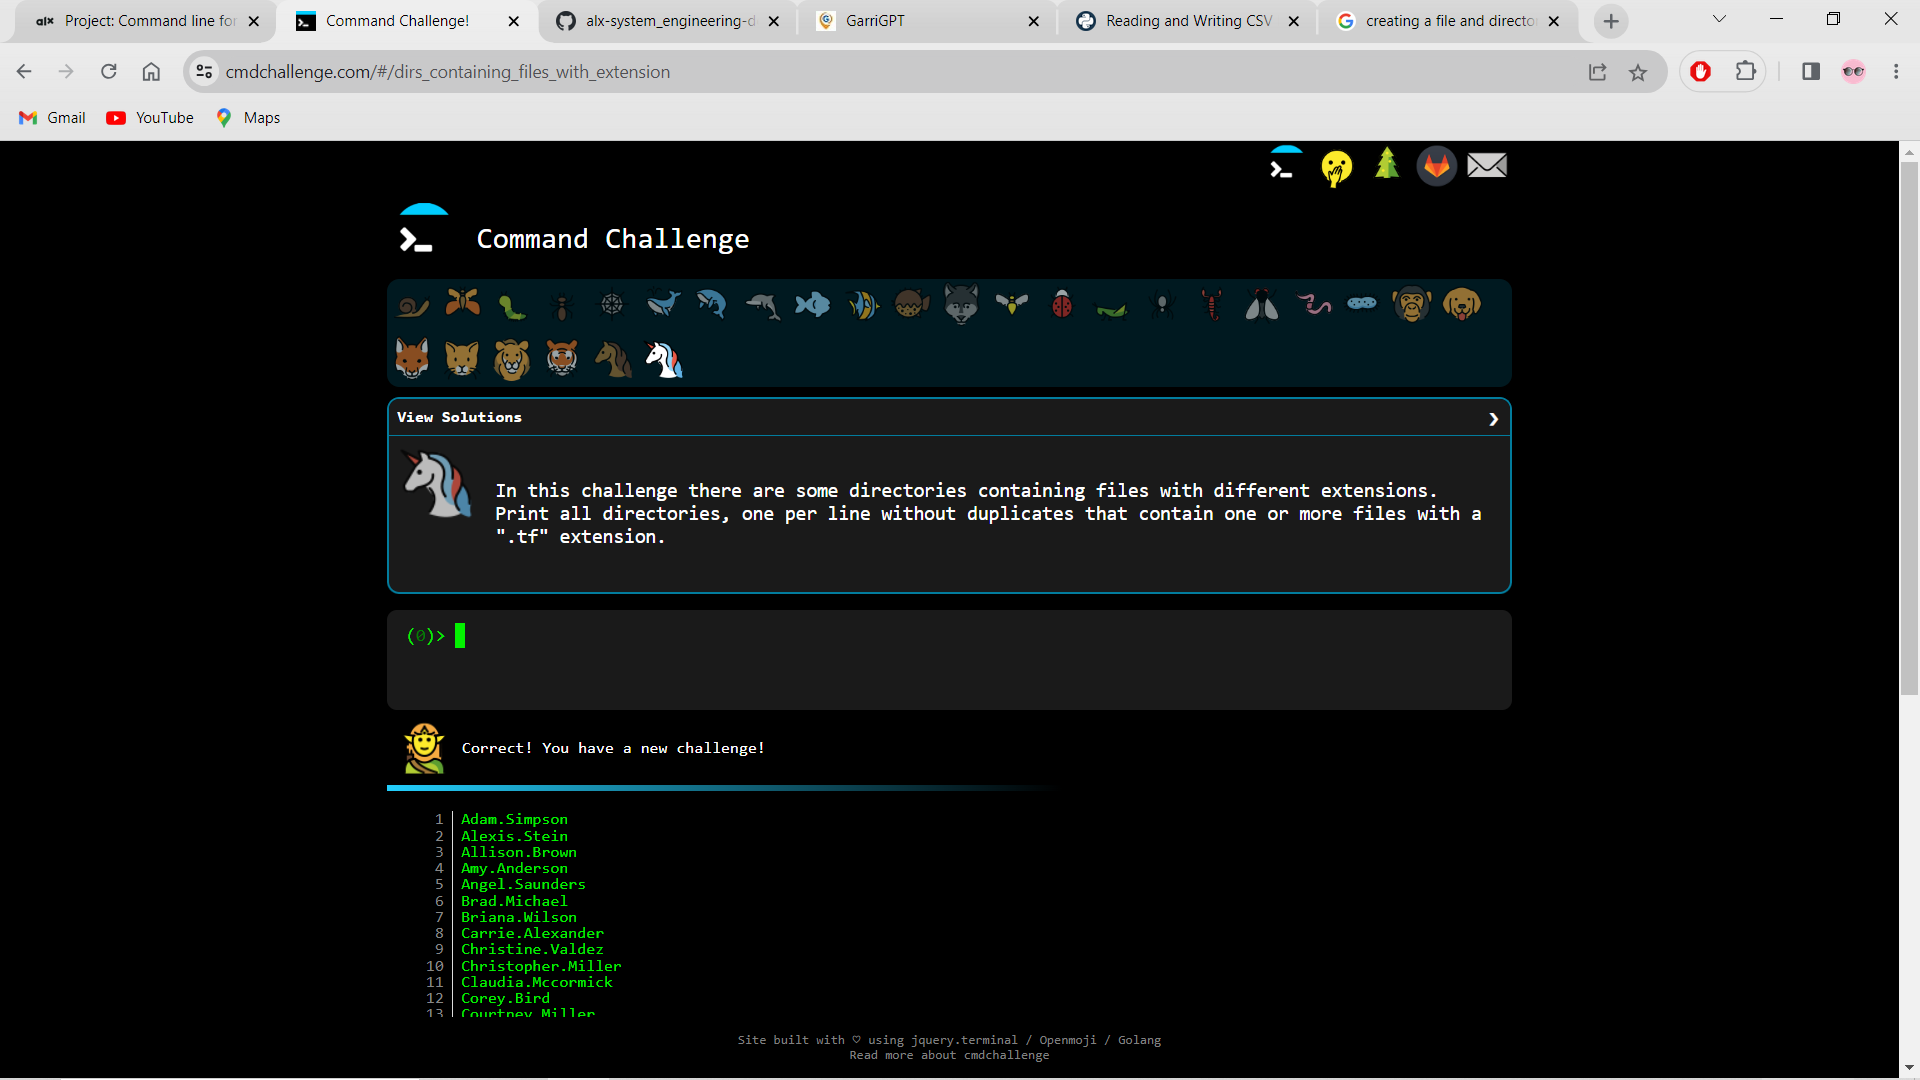 alx Project: Command line for
Command Challenge!
alx-system_engineering-d
GarriGPT
Reading and Writing CSV
creating a file and directo
cmdchallenge.com/#/dirs_containing_files_with_extension
Gmail
YouTube
Maps
Command Challenge
View Solutions
In this challenge there are some directories containing files with different extensions.
Print all directories, one per line without duplicates that contain one or more files with a
".tf" extension.
(0)>
Correct! You have a new challenge!
1 Adam.Simpson
2 Alexis.Stein
3 Allison.Brown
4 Amy.Anderson
5 Angel.Saunders
6 Brad.Michael
7 Briana.Wilson
8 Carrie.Alexander
9 Christine.Valdez
10 Christopher.Miller
11 Claudia.Mccormick
12 Corey.Bird
13 Courtney.Miller
Site built with ♡ using jquery.terminal / Openmoji / Golang
Read more about cmdchallenge